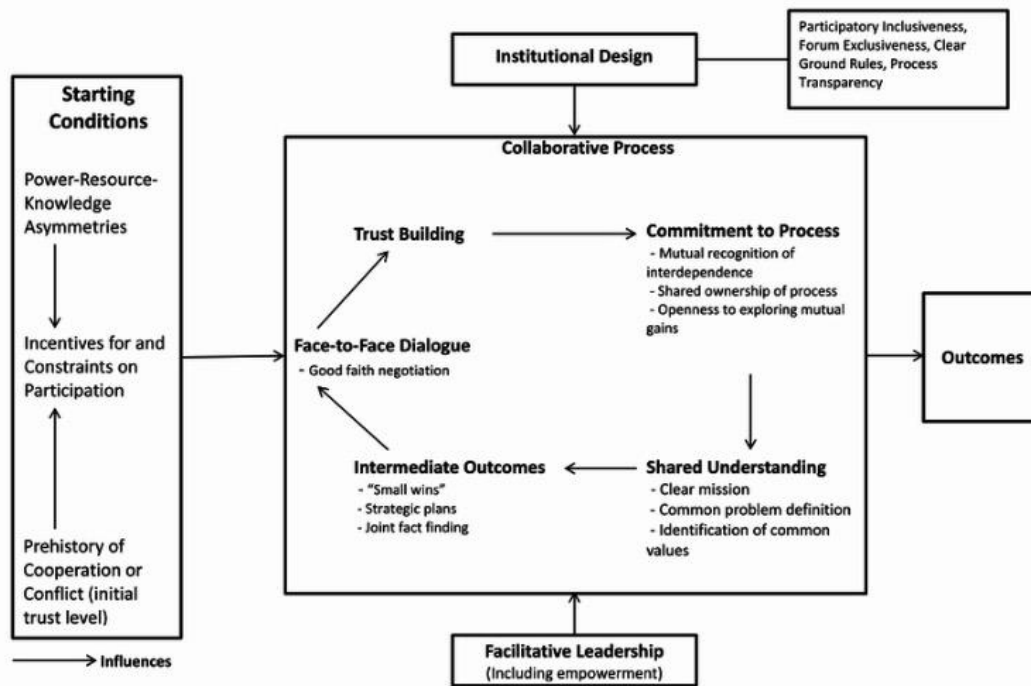 Starting
Conditions
Power-Resource-
Knowledge
Asymmetries
Incentives for and
Constraints on
Participation
Prehistory of
Cooperation or
Conflict (initial
trust level)
Influences
Institutional Design
Participatory Inclusiveness,
Forum Exclusiveness, Clear
Ground Rules, Process
Transparency
Collaborative Process
Trust Building
Commitment to Process
- Mutual recognition of
interdependence
- Shared ownership of process
- Openness to exploring mutual
gains
Face-to-Face Dialogue
- Good faith negotiation
Intermediate Outcomes
- "Small wins"
- Strategic plans
- Joint fact finding
Shared Understanding
- Clear mission
- Common problem definition
- Identification of common
values
Outcomes
Facilitative Leadership
(Including empowerment)